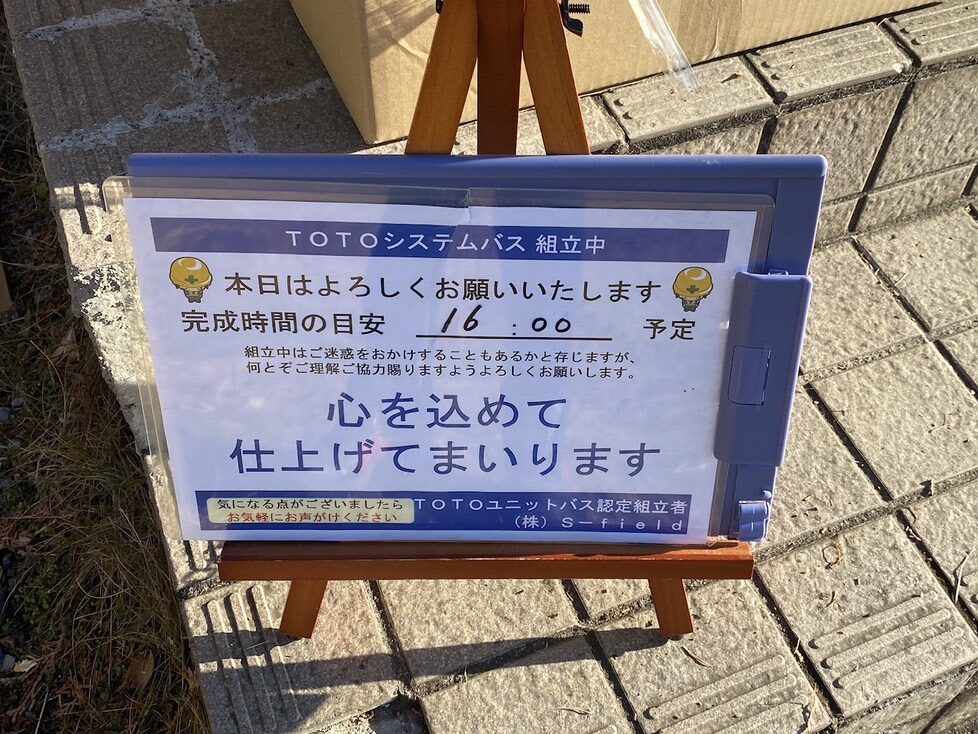 TOTOシステムバス 組立中
本日はよろしくお願いいたします
完成時間の目安 16:00 予定
組立中はご迷惑をおかけすることもあるかと存じますが、
何とぞご理解ご協力賜りますようよろしくお願いします。
心を込めて
仕上げてまいります
気になる点がございましたら
お気軽にお声がけください
TOTOユニットバス認定組立者
（株）S－field